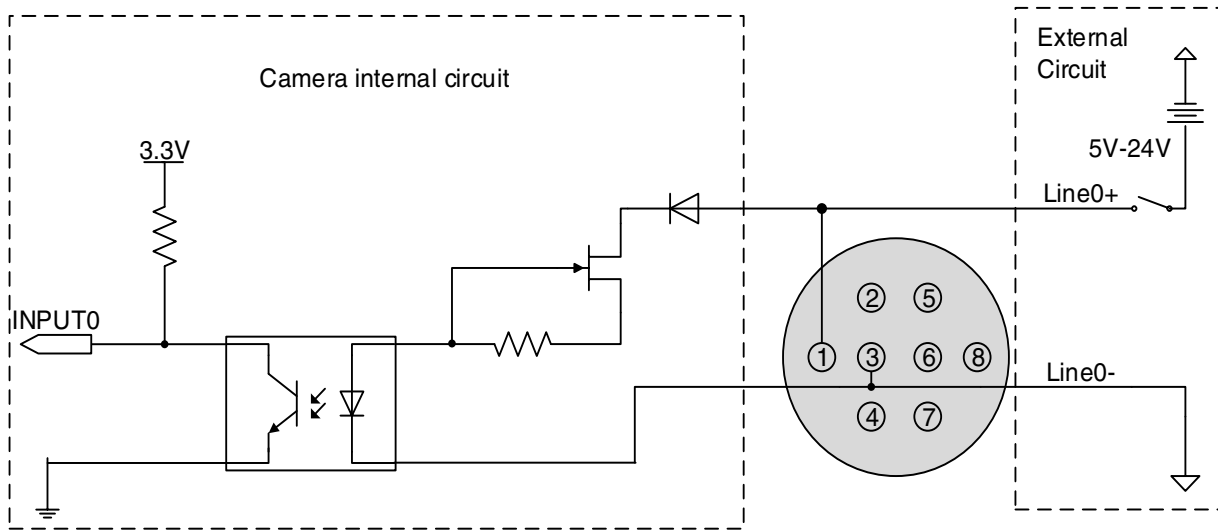 External
Circuit
Camera internal circuit
3.3V
5V-24V
Line0+
2 5
INPUT0
1 3 6 8
Line0-
4 7